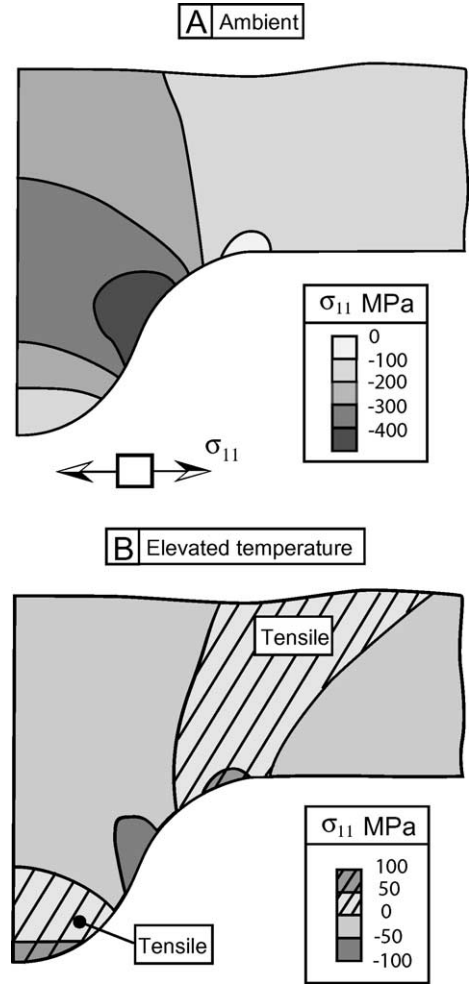 A Ambient
σ₁₁ MPa
0
-100
-200
-300
-400
σ₁₁
B Elevated temperature
Tensile
σ₁₁ MPa
100
50
0
-50
-100
Tensile